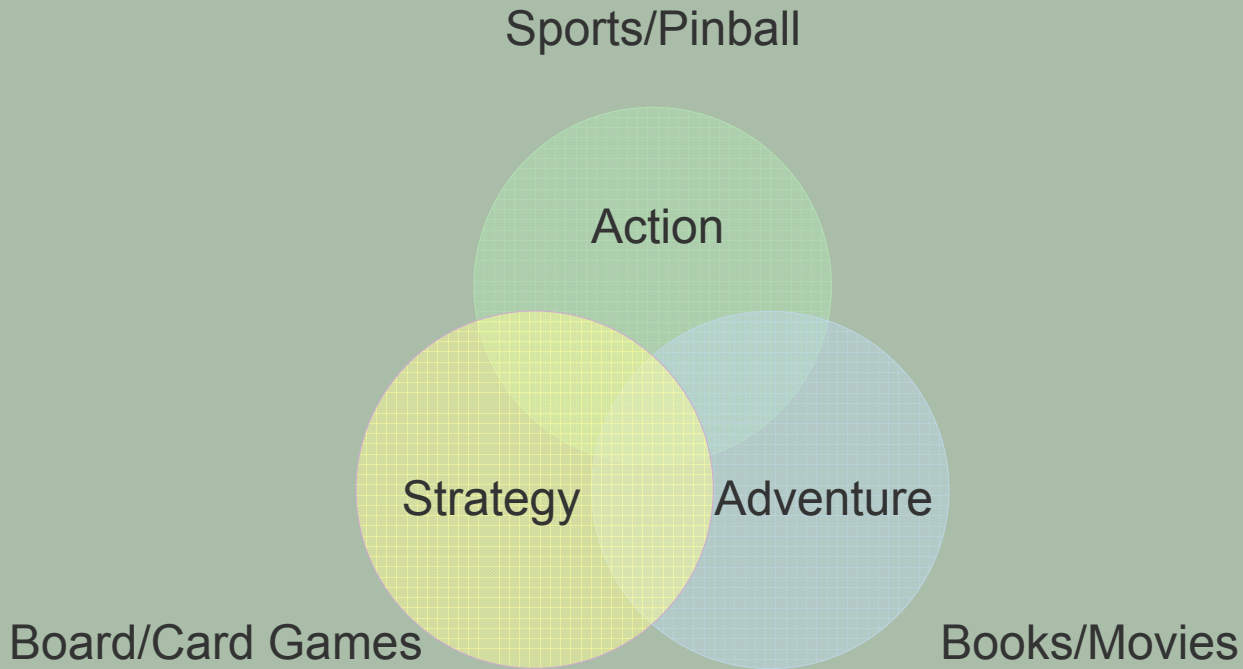 Sports/Pinball
Action
Strategy
Adventure
Board/Card Games
Books/Movies